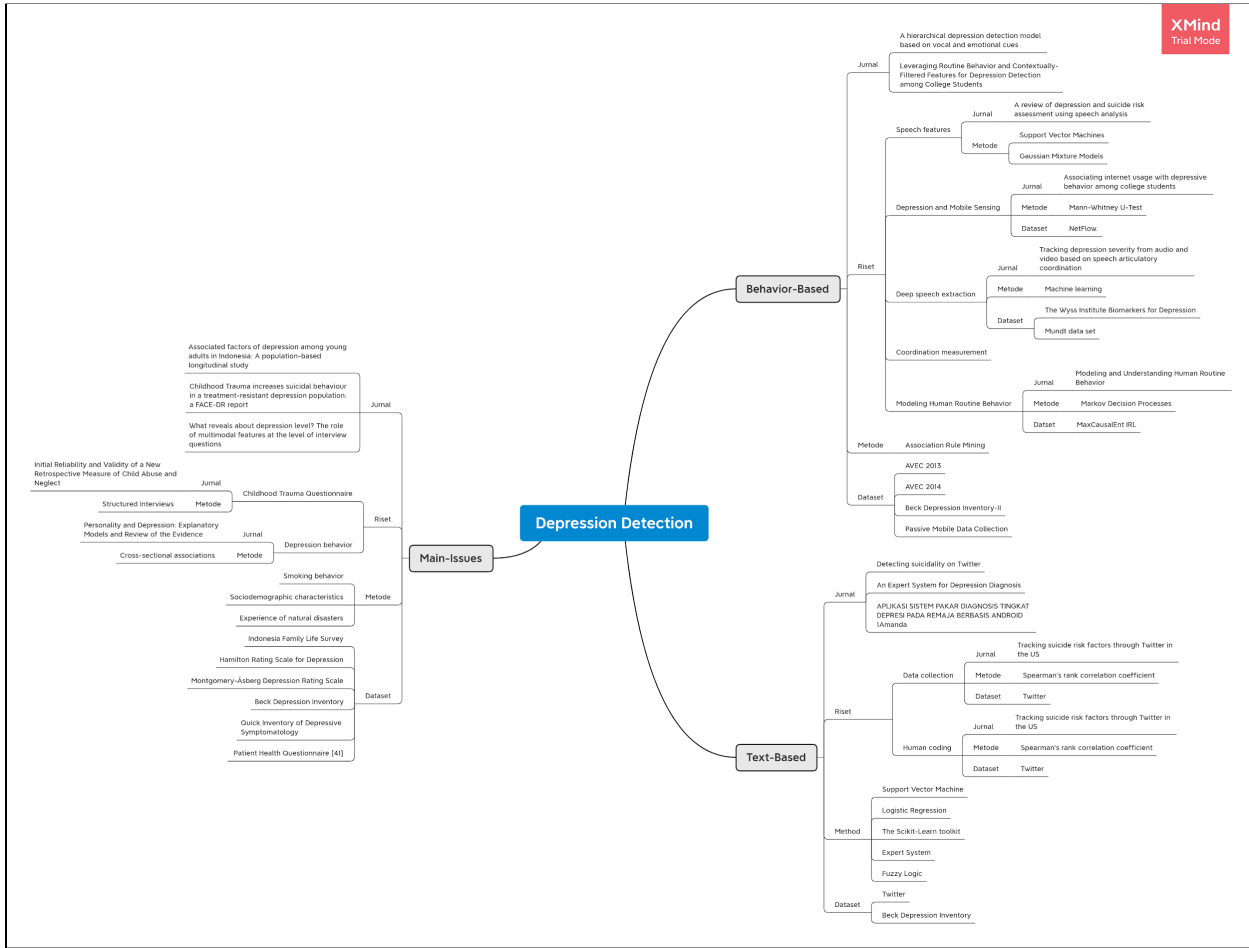 XMind
Trial Mode
Depression Detection
Behavior-Based
Jurnal
A hierarchical depression detection model
based on vocal and emotional cues
Leveraging Routine Behavior and Contextually-
Filtered Features for Depression Detection
among College Students
Riset
Speech features
Jurnal
A review of depression and suicide risk
assessment using speech analysis
Metode
Support Vector Machines
Gaussian Mixture Models
Depression and Mobile Sensing
Jurnal
Associating internet usage with depressive
behavior among college students
Metode
Mann-Whitney U-Test
Dataset
NetFlow.
Deep speech extraction
Jurnal
Tracking depression severity from audio and
video based on speech articulatory
coordination
Metode
Machine learning
Dataset
The Wyss Institute Biomarkers for Depression
Mundt data set
Coordination measurement
Modeling Human Routine Behavior
Jurnal
Modeling and Understanding Human Routine
Behavior
Metode
Markov Decision Processes
Datset
MaxCausalEnt IRL
Metode
Association Rule Mining
Dataset
AVEC 2013
AVEC 2014
Beck Depression Inventory-II
Passive Mobile Data Collection
Text-Based
Jurnal
Detecting suicidality on Twitter
An Expert System for Depression Diagnosis
APLIKASI SISTEM PAKAR DIAGNOSIS TINGKAT
DEPRESI PADA REMAJA BERBASIS ANDROID
1Amanda
Riset
Data collection
Jurnal
Tracking suicide risk factors through Twitter in
the US
Metode
Spearman's rank correlation coefficient
Dataset
Twitter
Human coding
Jurnal
Tracking suicide risk factors through Twitter in
the US
Metode
Spearman's rank correlation coefficient
Dataset
Twitter
Method
Support Vector Machine
Logistic Regression
The Scikit-Learn toolkit
Expert System
Fuzzy Logic
Dataset
Twitter
Beck Depression Inventory
Main-Issues
Jurnal
Associated factors of depression among young
adults in Indonesia: A population-based
longitudinal study
Childhood Trauma increases suicidal behaviour
in a treatment-resistant depression population:
a FACE-DR report
What reveals about depression level? The role
of multimodal features at the level of interview
questions
Riset
Childhood Trauma Questionnaire
Jurnal
Initial Reliability and Validity of a New
Retrospective Measure of Child Abuse and
Neglect
Metode
Structured Interviews
Depression behavior
Jurnal
Personality and Depression: Explanatory
Models and Review of the Evidence
Metode
Cross-sectional associations
Metode
Smoking behavior
Sociodemographic characteristics
Experience of natural disasters
Dataset
Indonesia Family Life Survey
Hamilton Rating Scale for Depression
Montgomery-Åsberg Depression Rating Scale
Beck Depression Inventory
Quick Inventory of Depressive
Symptomatology
Patient Health Questionnaire [41]